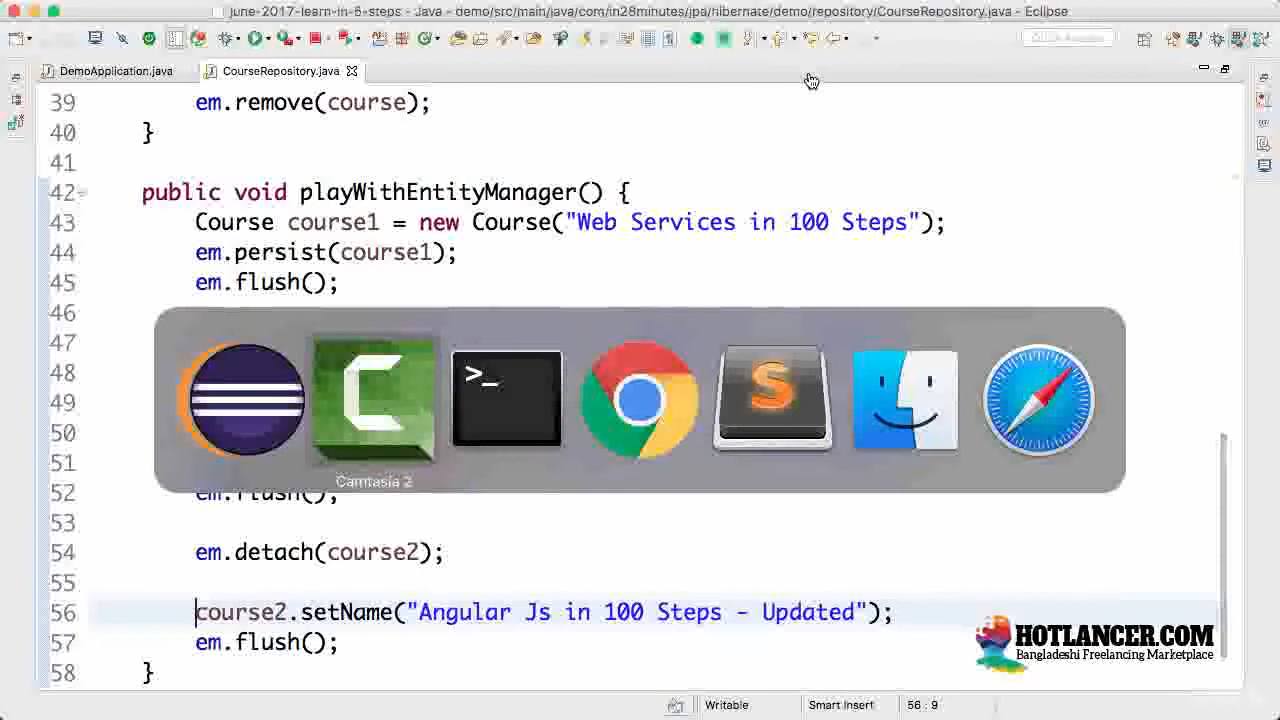 june-2017-learn-in-5-steps - Java - demo/src/main/java/com/in28minutes/jpa/hibernate/demo/repository/CourseRepository.java - Eclipse
Quick Access
DemoApplication.java
CourseRepository.java
39 em.remove(course);
40 }
41
42 public void playWithEntityManager() {
43 Course course1 = new Course("Web Services in 100 Steps");
44 em.persist(course1);
45 em.flush();
46
47
48
49
50
51
>_
C
S
Camtasia 2
52 em.flush();
53
54 em.detach(course2);
55
56 course2.setName("Angular Js in 100 Steps - Updated");
57 em.flush();
58 }
HOTLANCER.COM
Bangladeshi Freelancing Marketplace
Writable
Smart Insert
56 : 9